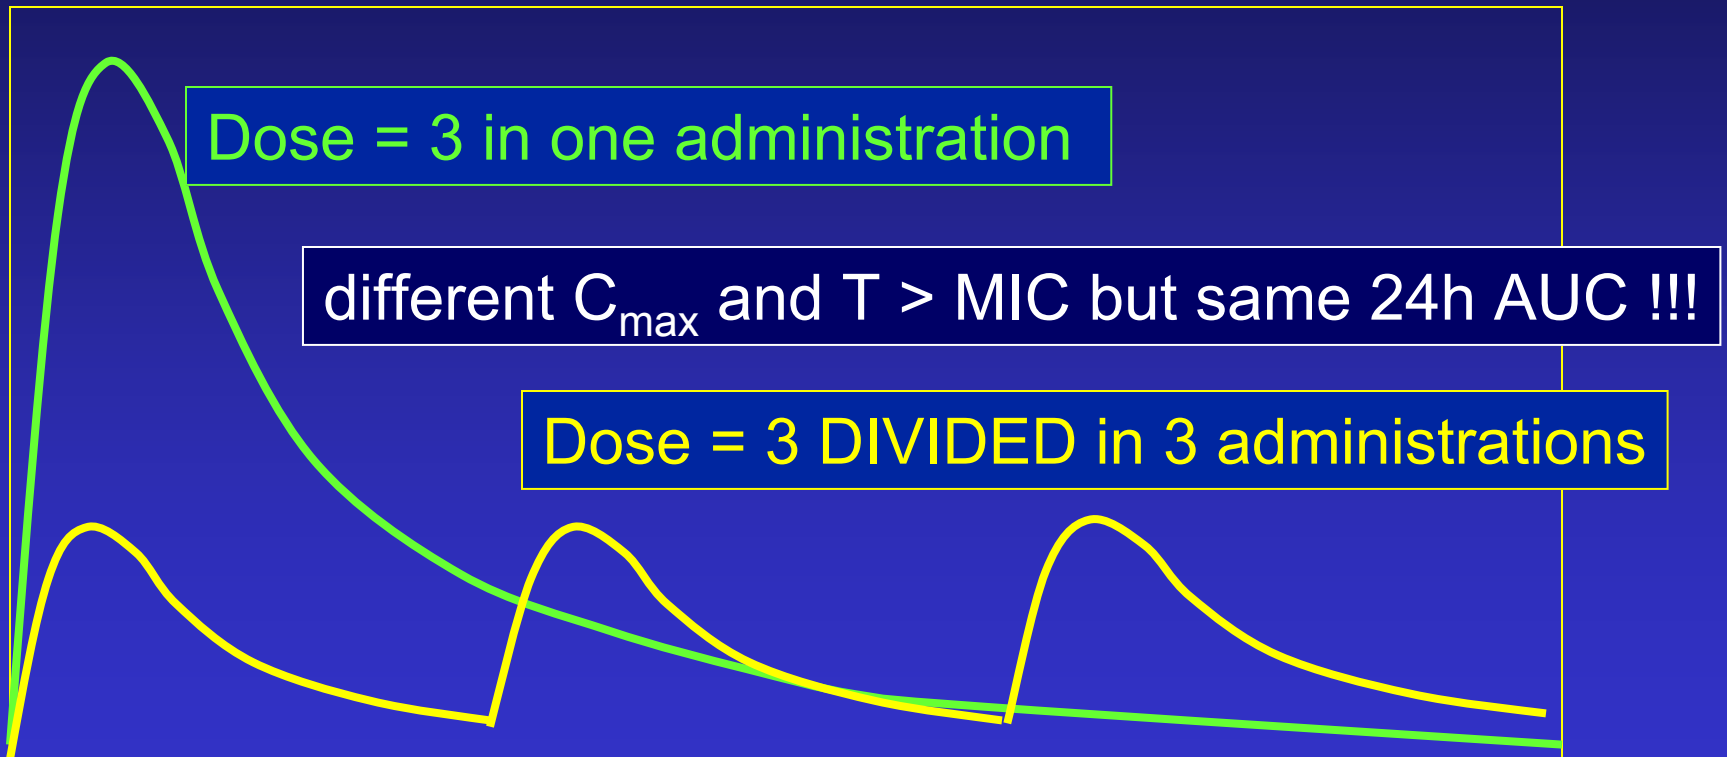 Dose = 3 in one administration
different Cmax and T > MIC but same 24h AUC !!!
Dose = 3 DIVIDED in 3 administrations